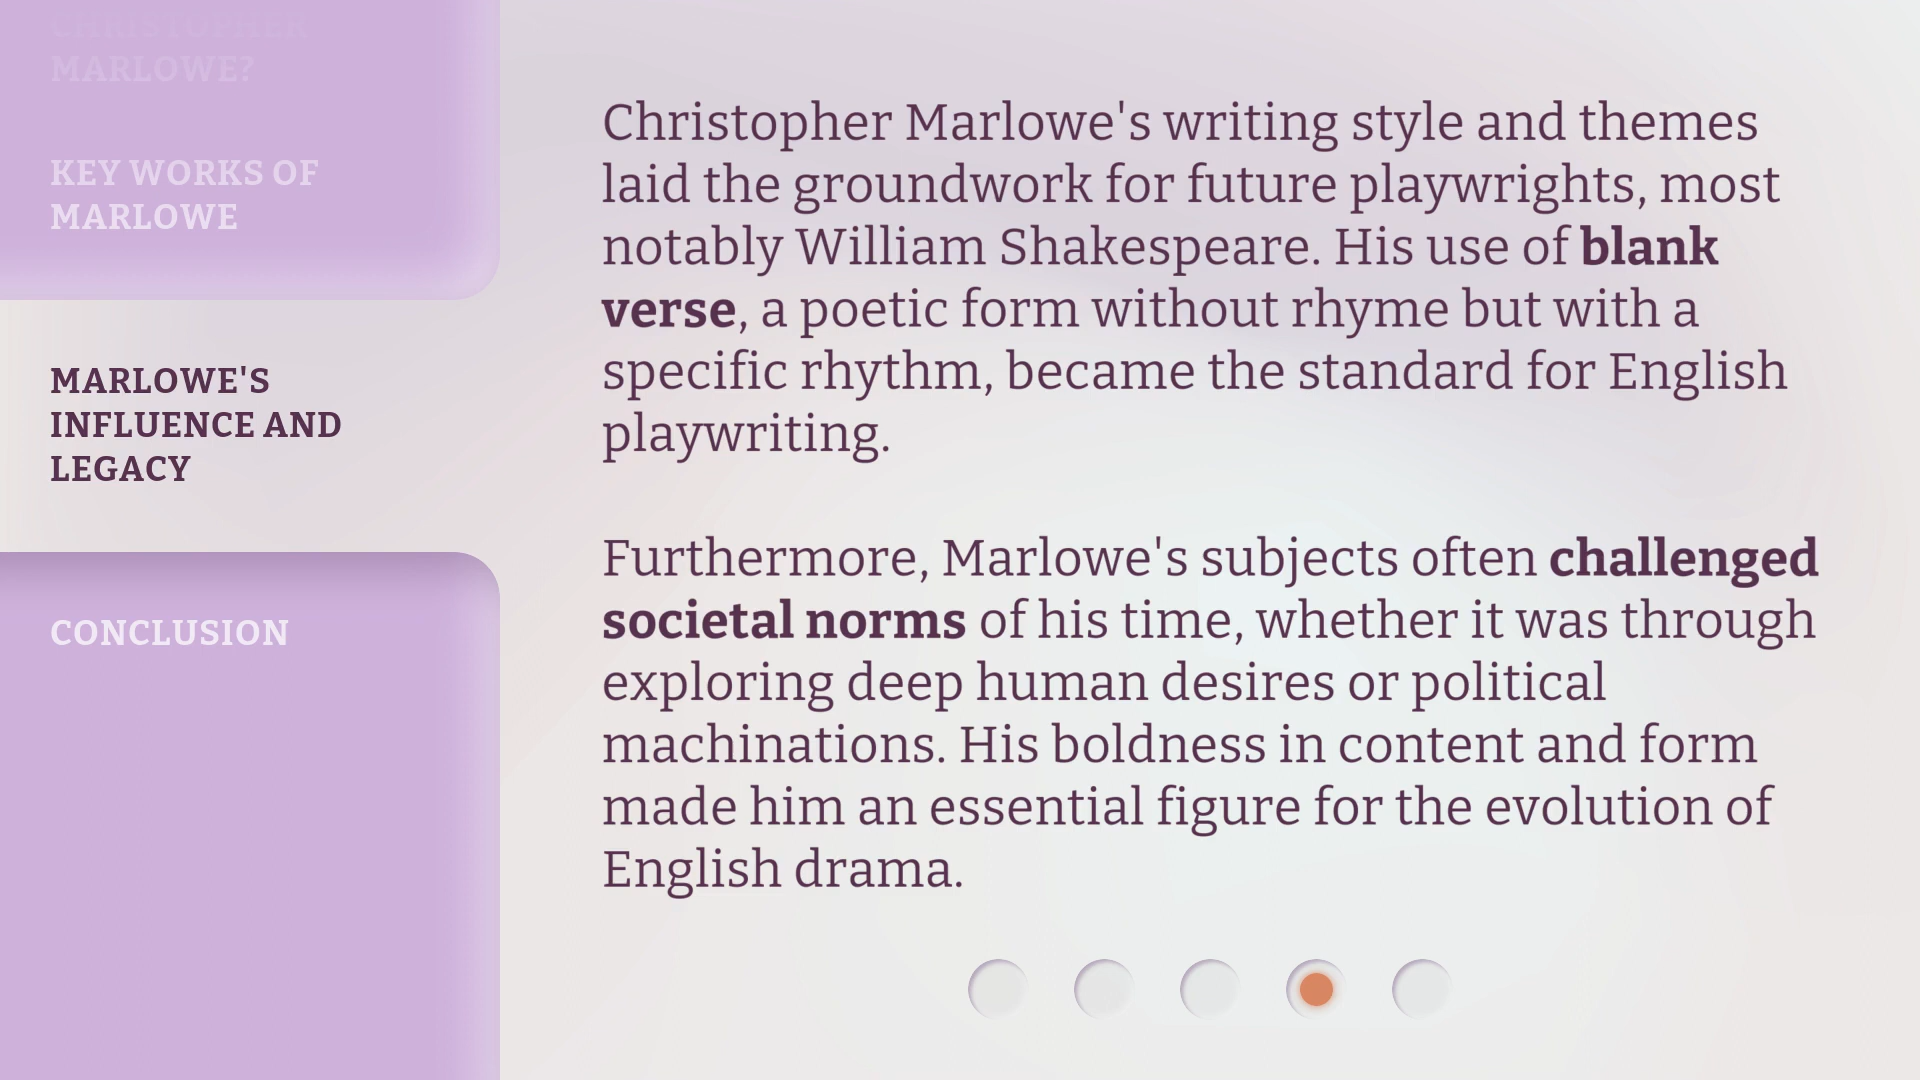 CHRISTOPHER
MARLOWE?
KEY WORKS OF
MARLOWE
MARLOWE'S
INFLUENCE AND
LEGACY
CONCLUSION
Christopher Marlowe's writing style and themes
laid the groundwork for future playwrights, most
notably William Shakespeare. His use of blank
verse, a poetic form without rhyme but with a
specific rhythm, became the standard for English
playwriting.
Furthermore, Marlowe's subjects often challenged
societal norms of his time, whether it was through
exploring deep human desires or political
machinations. His boldness in content and form
made him an essential figure for the evolution of
English drama.